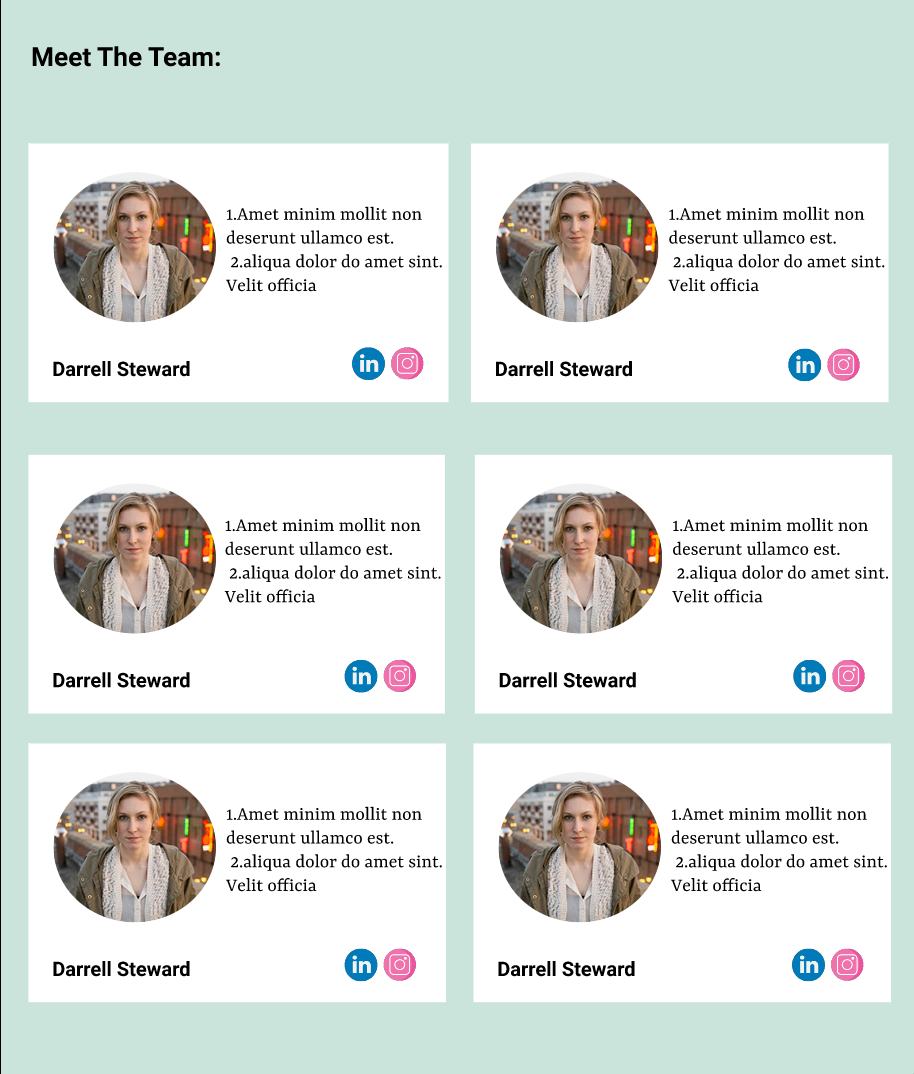 Meet The Team:
1.Amet minim mollit non
deserunt ullamco est.
2.aliqua dolor do amet sint.
Velit officia
Darrell Steward
in
1.Amet minim mollit non
deserunt ullamco est.
2.aliqua dolor do amet sint.
Velit officia
Darrell Steward
in
1.Amet minim mollit non
deserunt ullamco est.
2.aliqua dolor do amet sint.
Velit officia
Darrell Steward
in
1.Amet minim mollit non
deserunt ullamco est.
2.aliqua dolor do amet sint.
Velit officia
Darrell Steward
in
1.Amet minim mollit non
deserunt ullamco est.
2.aliqua dolor do amet sint.
Velit officia
Darrell Steward
in
1.Amet minim mollit non
deserunt ullamco est.
2.aliqua dolor do amet sint.
Velit officia
Darrell Steward
in